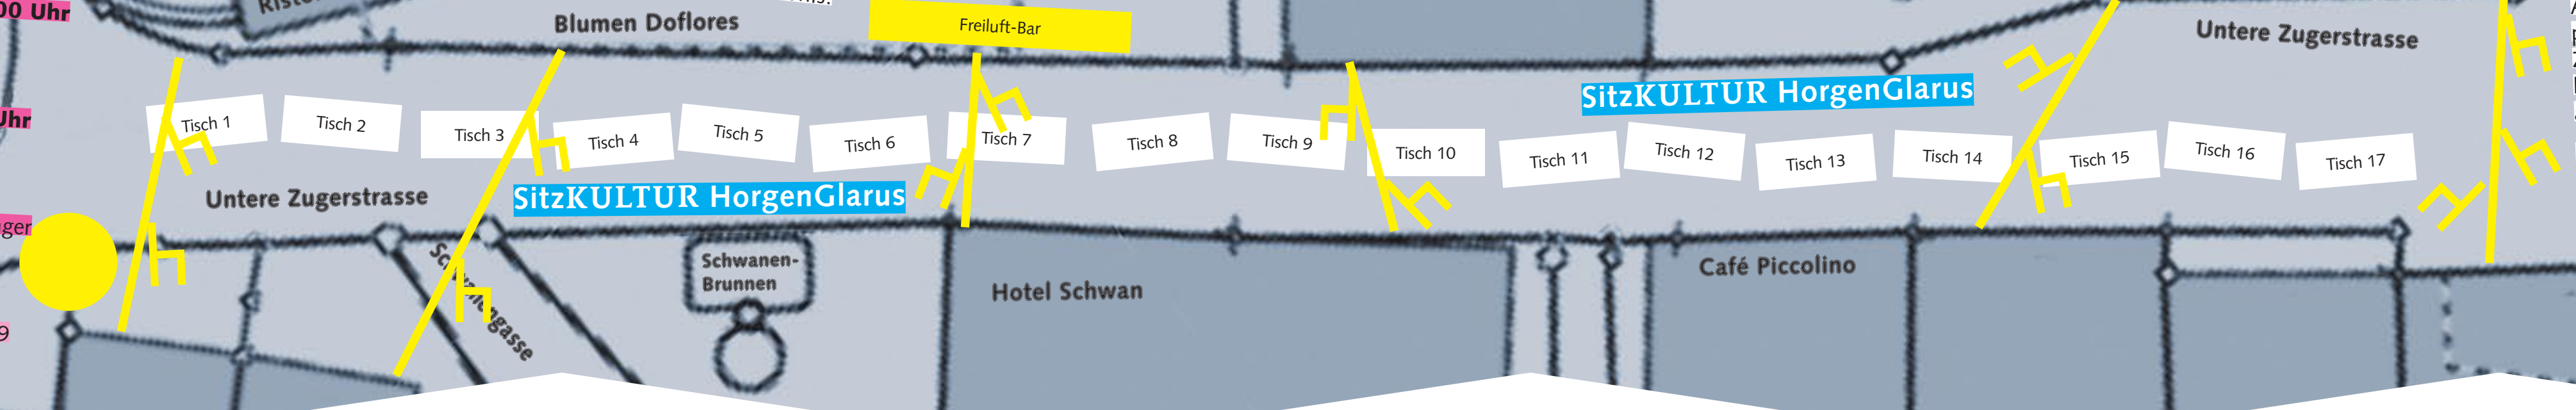 00 Uhr
Blumen Doflores
Freiluft-Bar
Untere Zugerstrasse
SitzKULTUR HorgenGlarus
Uhr
Tisch 1
Tisch 2
Tisch 3
Tisch 4
Tisch 5
Tisch 6
Tisch 7
Tisch 8
Tisch 9
Tisch 10
Tisch 11
Tisch 12
Tisch 13
Tisch 14
Tisch 15
Tisch 16
Tisch 17
Untere Zugerstrasse
SitzKULTUR HorgenGlarus
ger
Schwanen-
Brunnen
Hotel Schwan
Café Piccolino
Schwanengasse
9